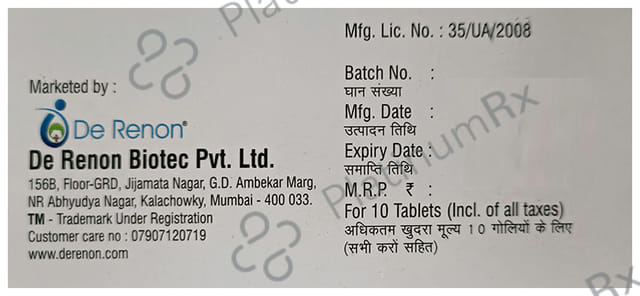 Marketed by :
De Renon®
De Renon Biotec Pvt. Ltd.
156B, Floor-GRD, Jijamata Nagar, G.D. Ambekar Marg,
NR Abhyudya Nagar, Kalachowky, Mumbai - 400 033.
TM - Trademark Under Registration
Customer care no : 07907120719
www.derenon.com
Mfg. Lic. No. : 35/UA/2008
Batch No. :
घान संख्या
Mfg. Date :
उत्पादन तिथि
Expiry Date :
समाप्ति तिथि
M.R.P. ₹ :
For 10 Tablets (Incl. of all taxes)
अधिकतम खुदरा मूल्य 10 गोलियों के लिए
(सभी करों सहित)
PlatinumRx